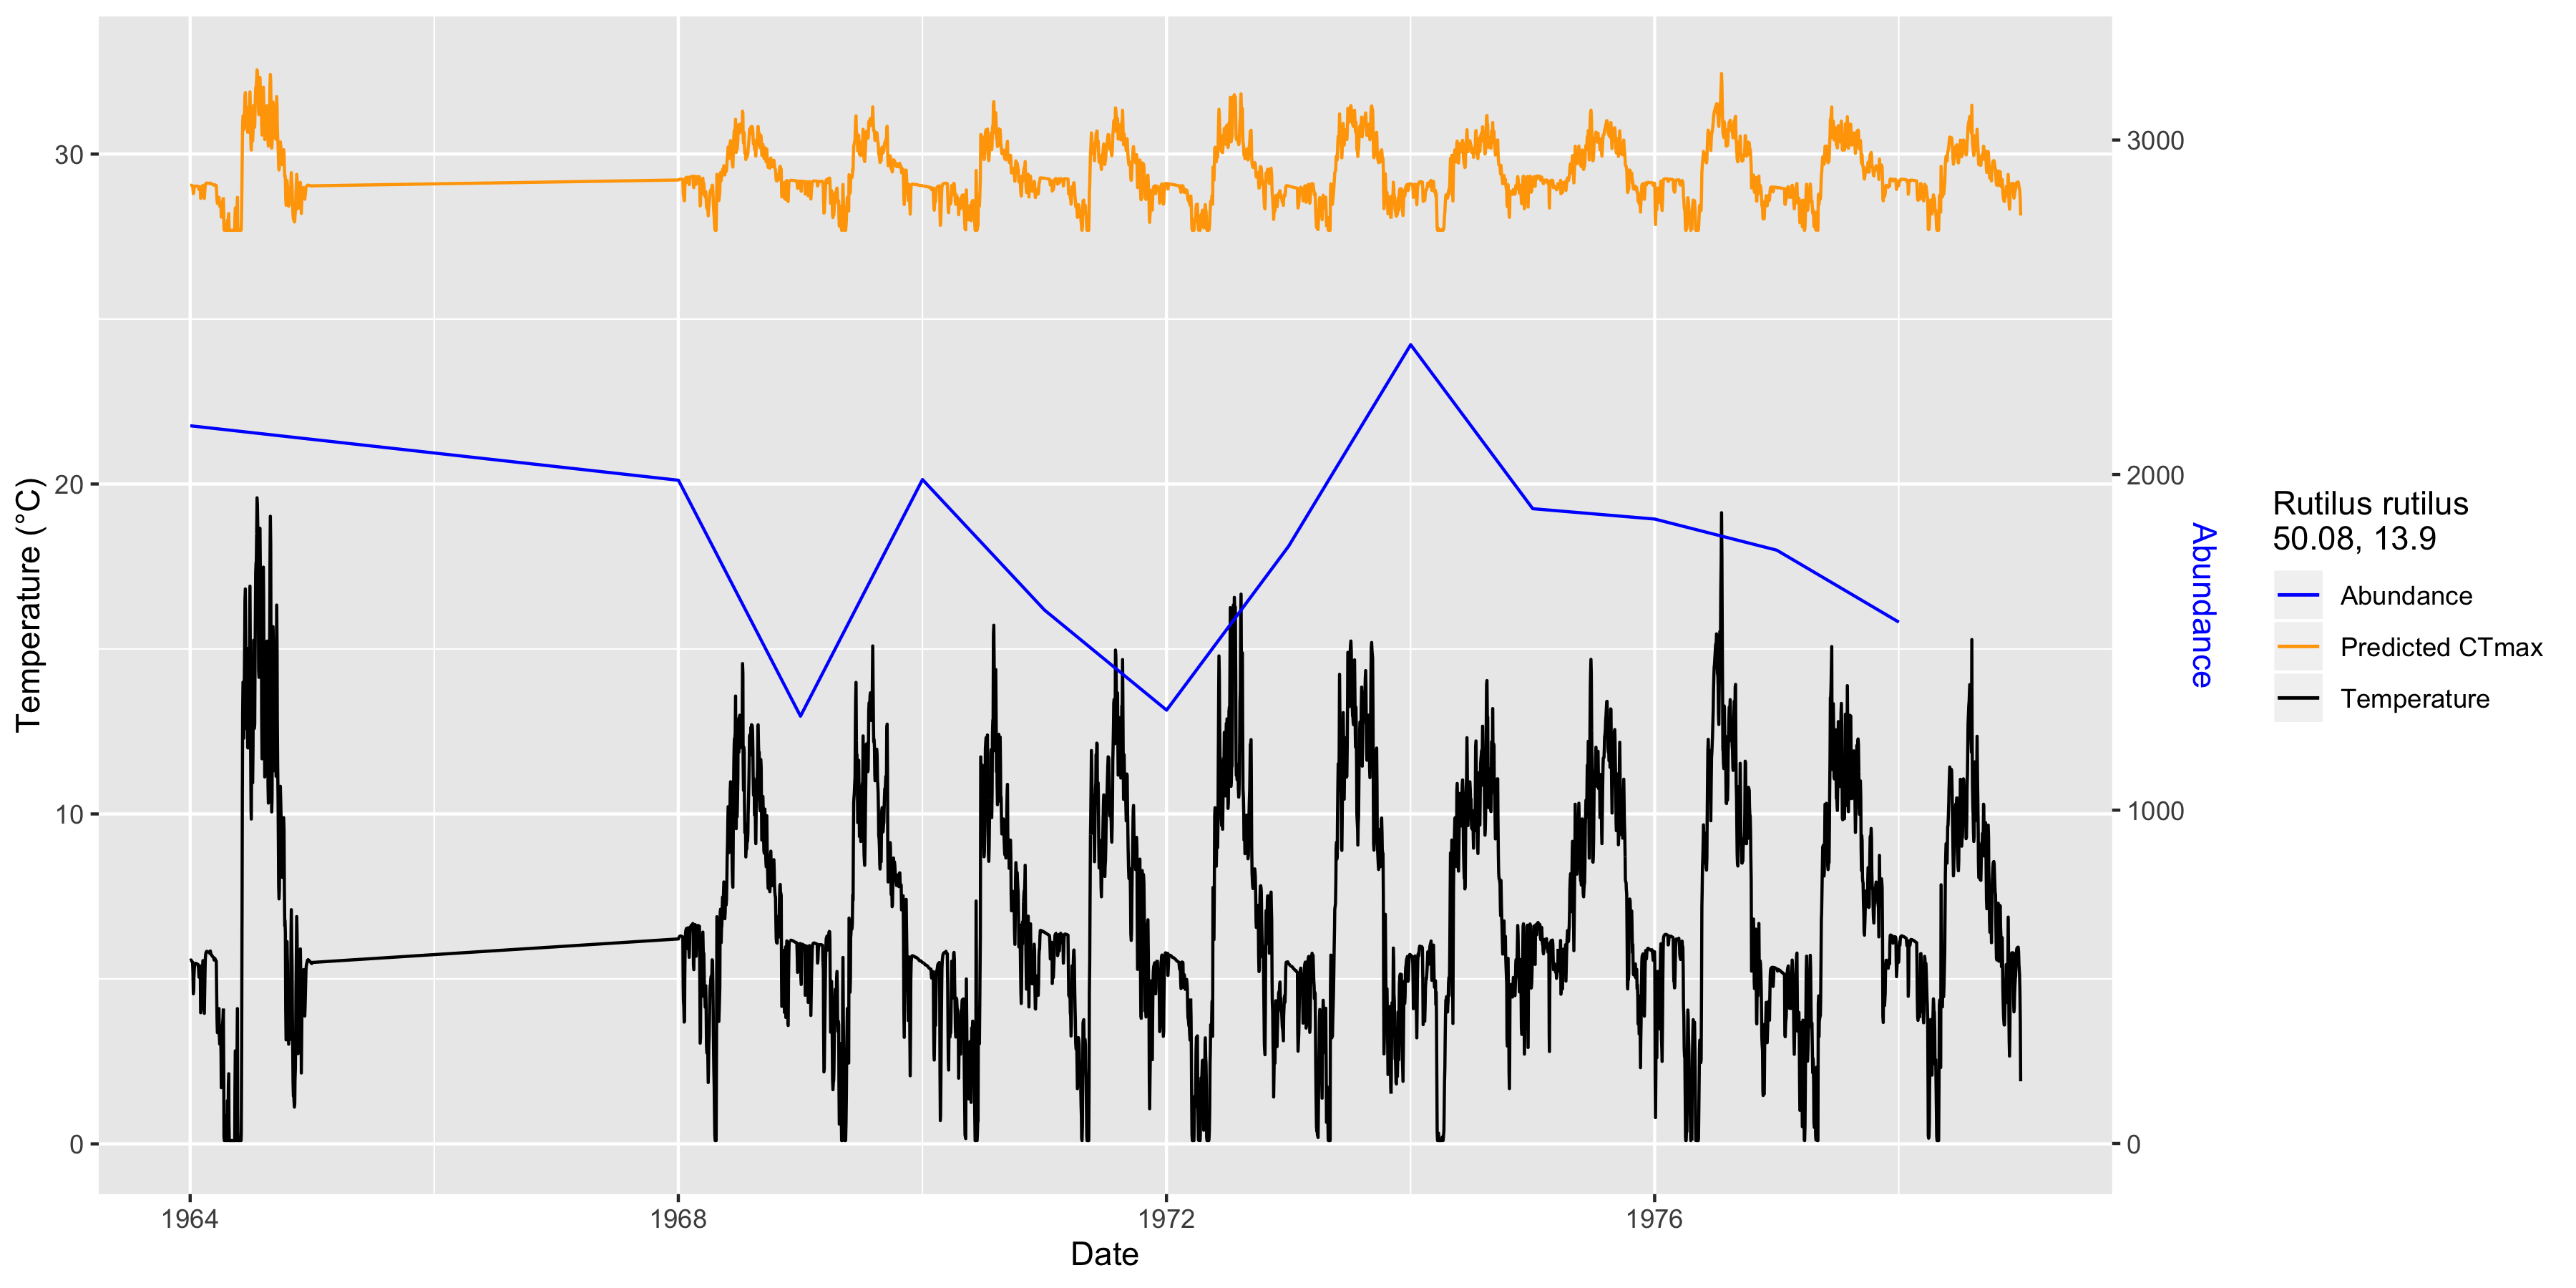 30
20
10
0
Temperature (°C)
3000
2000
1000
0
Abundance
1964
1968
1972
1976
Date
Rutilus rutilus
50.08, 13.9
Abundance
Predicted CTmax
Temperature